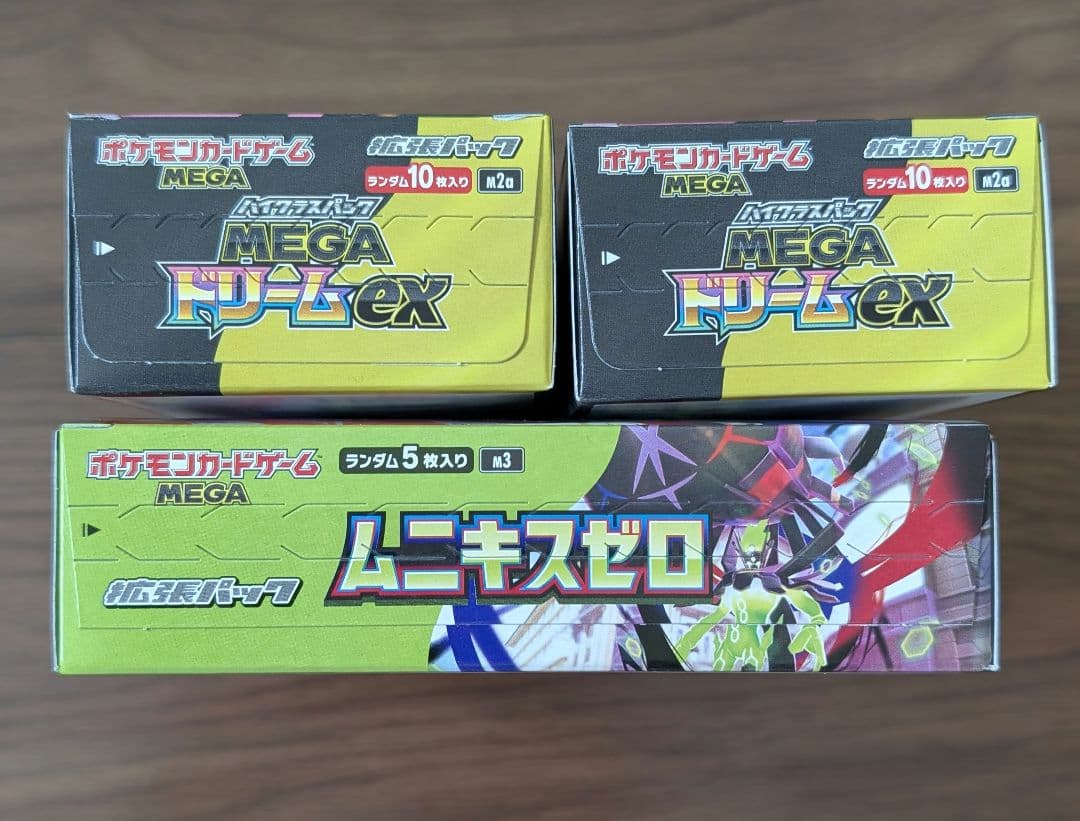 ポケモンカードゲーム
MEGA
拡張パック
ランダム10枚入り M2a
ハイクラスパック
MEGA
ドリームex
ポケモンカードゲーム
MEGA
拡張パック
ランダム10枚入り M2a
ハイクラスパック
MEGA
ドリームex
ポケモンカードゲーム
MEGA
ランダム5枚入り M3
ムニキスゼロ
拡張パック